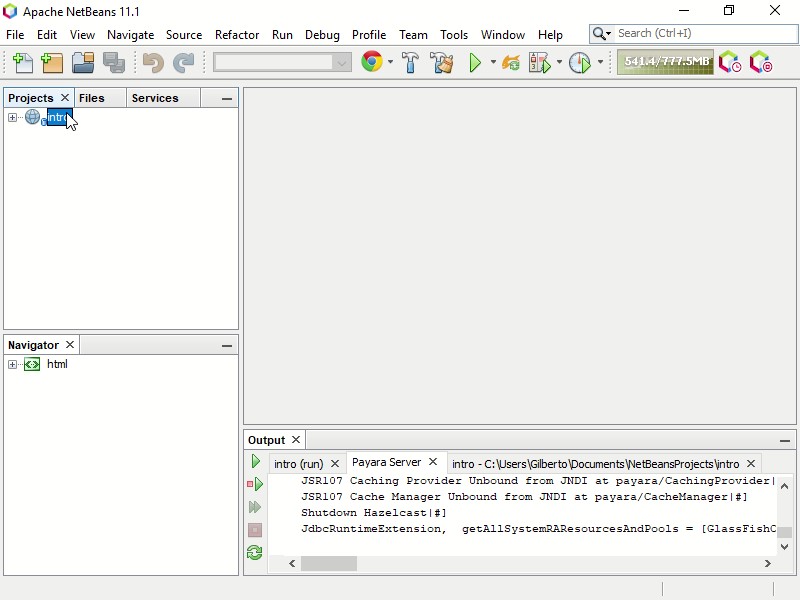 Apache NetBeans 11.1
File Edit View Navigate Source Refactor Run Debug Profile Team Tools Window Help
Search (Ctrl+I)
541.4/777.5MB
Projects Files Services
intro
Navigator
html
Output
intro (run) Payara Server intro - C:\Users\Gilberto\Documents\NetBeansProjects\intro
JSR107 Caching Provider Unbound from JNDI at payara/CachingProvider|
JSR107 Cache Manager Unbound from JNDI at payara/CacheManager|#]
Shutdown Hazelcast|#]
JdbcRuntimeExtension, getAllSystemRAResourcesAndPools = [GlassFishC